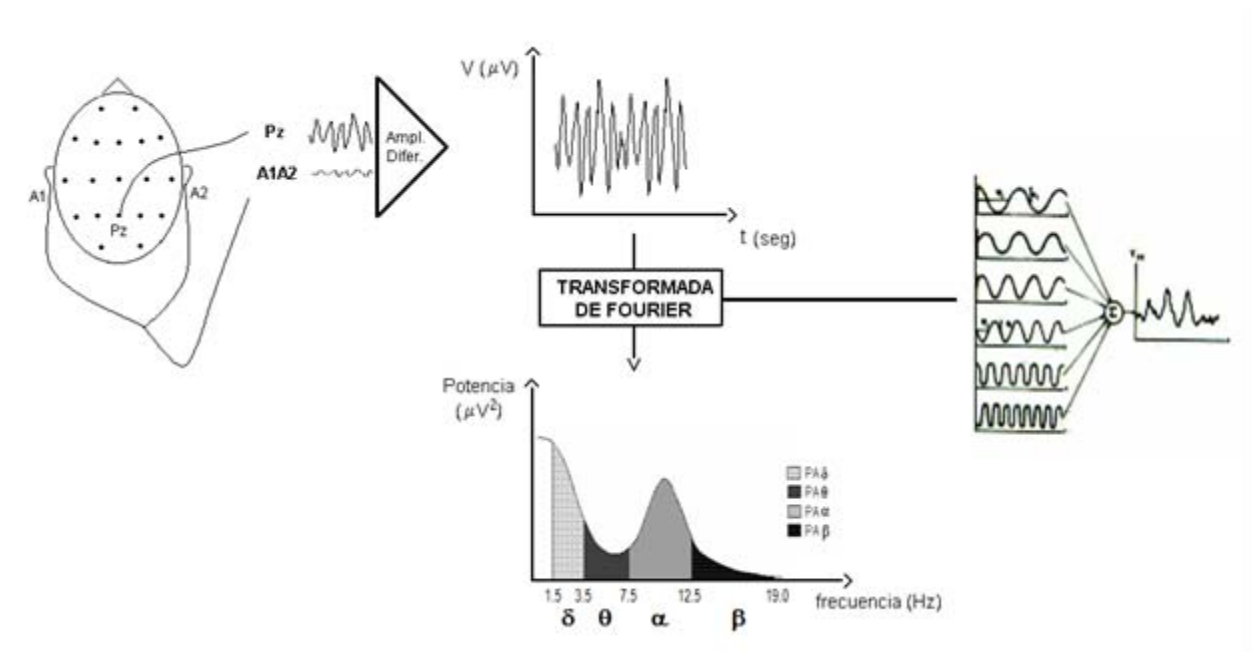 A1
A2
Pz
Pz
A1A2
Ampl.
Difer.
V (μV)
t (seg)
TRANSFORMADA
DE FOURIER
Σ
Potencia
(μV²)
PAδ
PAθ
PAα
PAβ
1.5 3.5 7.5 12.5 19.0
frecuencia (Hz)
δ θ α β